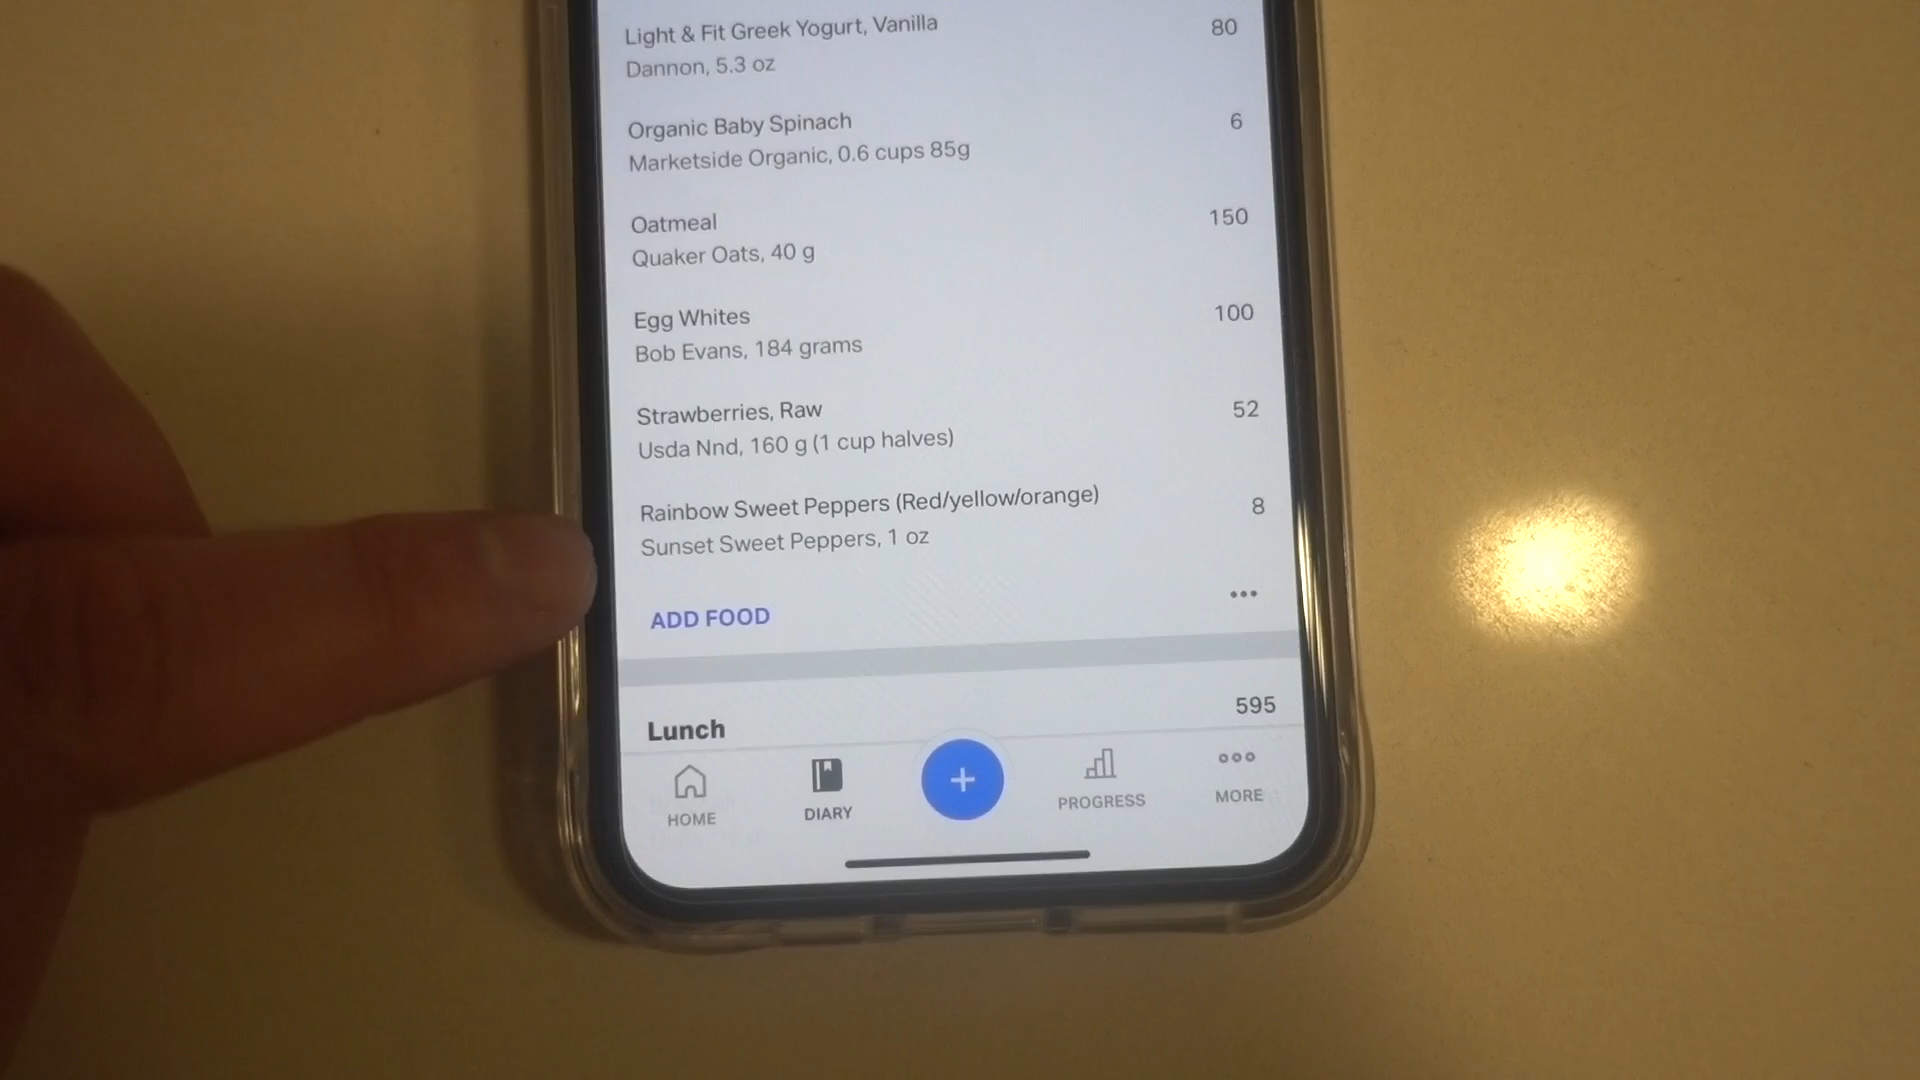 Light & Fit Greek Yogurt, Vanilla 80
Dannon, 5.3 oz
Organic Baby Spinach 6
Marketside Organic, 0.6 cups 85g
Oatmeal 150
Quaker Oats, 40 g
Egg Whites 100
Bob Evans, 184 grams
Strawberries, Raw 52
Usda Nnd, 160 g (1 cup halves)
Rainbow Sweet Peppers (Red/yellow/orange) 8
Sunset Sweet Peppers, 1 oz
ADD FOOD
Lunch 595
HOME DIARY PROGRESS MORE